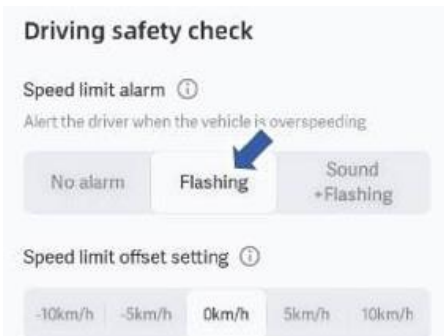 Driving safety check
Speed limit alarm
Alert the driver when the vehicle is overspeeding
No alarm
Flashing
Sound
+Flashing
Speed limit offset setting
-10km/h -5km/h 0km/h 5km/h 10km/h